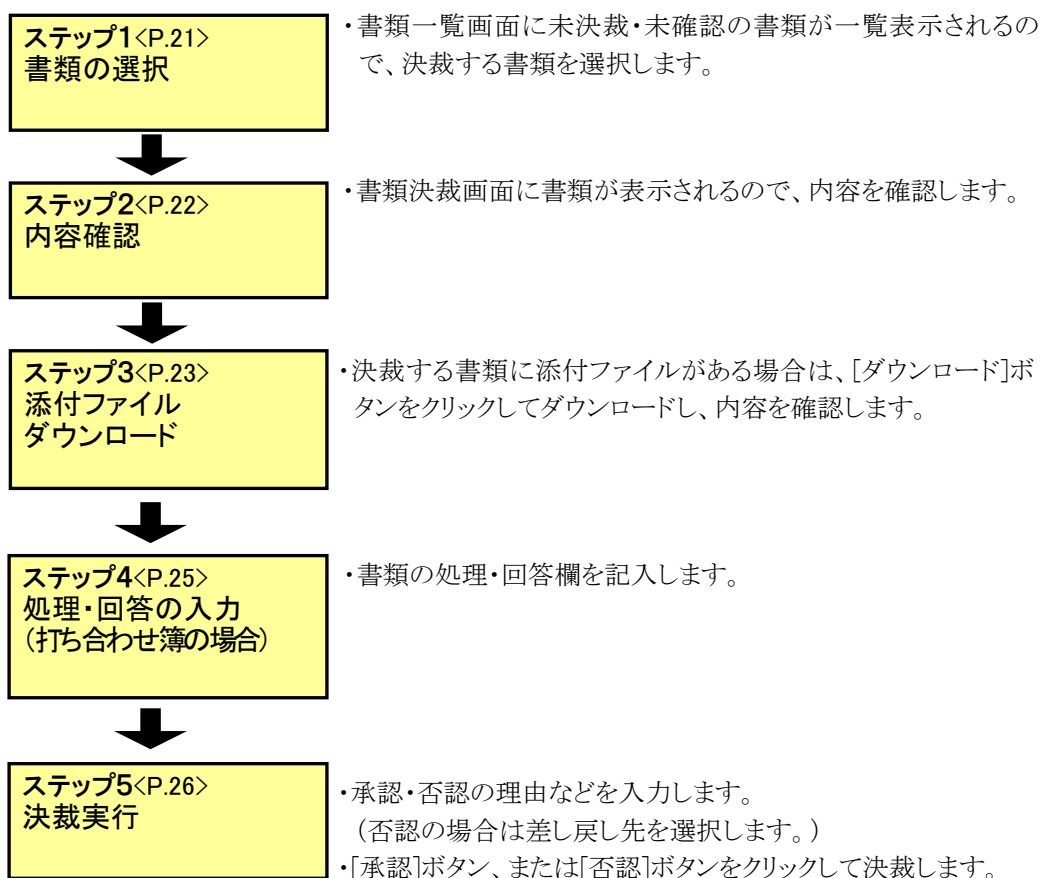 ステップ1<P.21>
書類の選択
・書類一覧画面に未決裁・未確認の書類が一覧表示されるの
で、決裁する書類を選択します。
ステップ2<P.22>
内容確認
・書類決裁画面に書類が表示されるので、内容を確認します。
ステップ3<P.23>
添付ファイル
ダウンロード
・決裁する書類に添付ファイルがある場合は、[ダウンロード]ボ
タンをクリックしてダウンロードし、内容を確認します。
ステップ4<P.25>
処理・回答の入力
(打ち合わせ簿の場合)
・書類の処理・回答欄を記入します。
ステップ5<P.26>
決裁実行
・承認・否認の理由などを入力します。
(否認の場合は差し戻し先を選択します。)
・[承認]ボタン、または[否認]ボタンをクリックして決裁します。